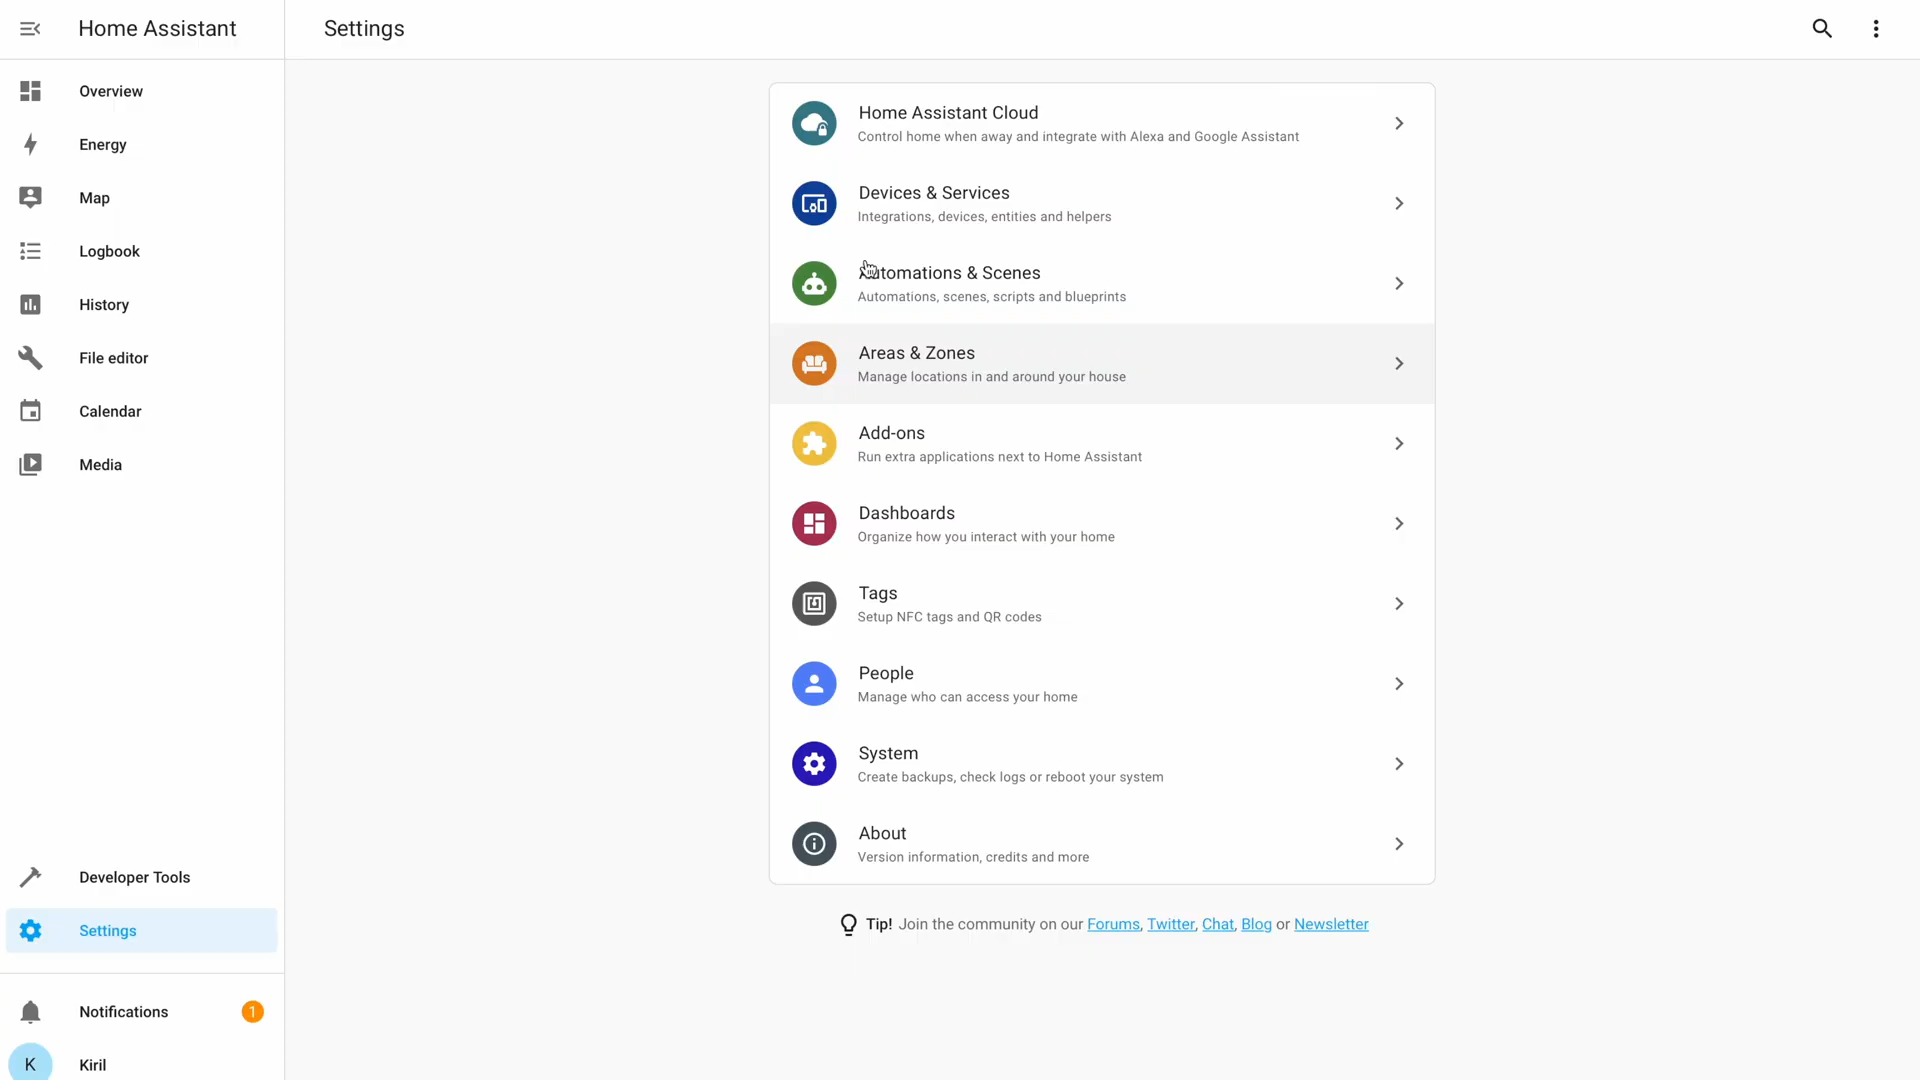 Home Assistant
Settings
Overview
Energy
Map
Logbook
History
File editor
Calendar
Media
Developer Tools
Settings
Notifications
1
K
Kiril
Home Assistant Cloud
Control home when away and integrate with Alexa and Google Assistant
Devices & Services
Integrations, devices, entities and helpers
Automations & Scenes
Automations, scenes, scripts and blueprints
Areas & Zones
Manage locations in and around your house
Add-ons
Run extra applications next to Home Assistant
Dashboards
Organize how you interact with your home
Tags
Setup NFC tags and QR codes
People
Manage who can access your home
System
Create backups, check logs or reboot your system
About
Version information, credits and more
Tip! Join the community on our Forums, Twitter, Chat, Blog or Newsletter